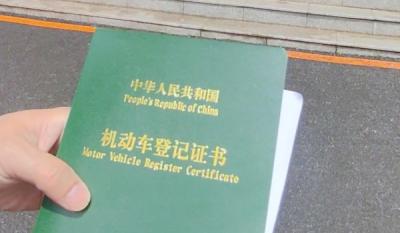 中华人民共和国
People's Republic of China
机动车登记证书
Motor Vehicle Register Certificate